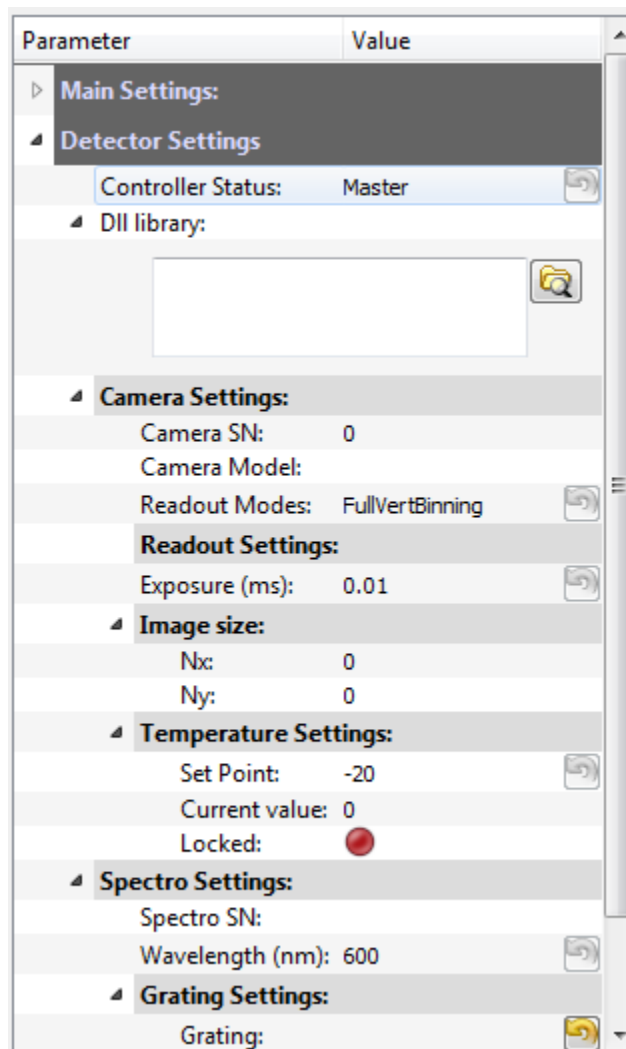 Parameter Value
Main Settings:
Detector Settings
Controller Status: Master
Dll library:
Camera Settings:
Camera SN: 0
Camera Model:
Readout Modes: FullVertBinning
Readout Settings:
Exposure (ms): 0.01
Image size:
Nx: 0
Ny: 0
Temperature Settings:
Set Point: -20
Current value: 0
Locked:
Spectro Settings:
Spectro SN:
Wavelength (nm): 600
Grating Settings:
Grating: